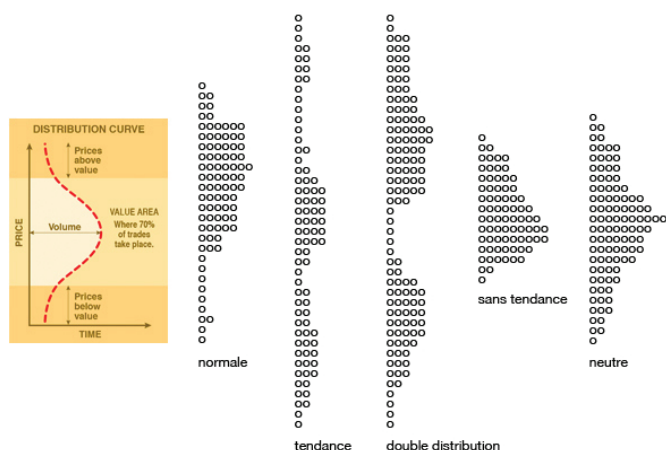 DISTRIBUTION CURVE
Prices
above
value
VALUE AREA
Where 70%
of trades
take place.
Volume
PRICE
Prices
below
value
TIME
normale
tendance
double distribution
sans tendance
neutre